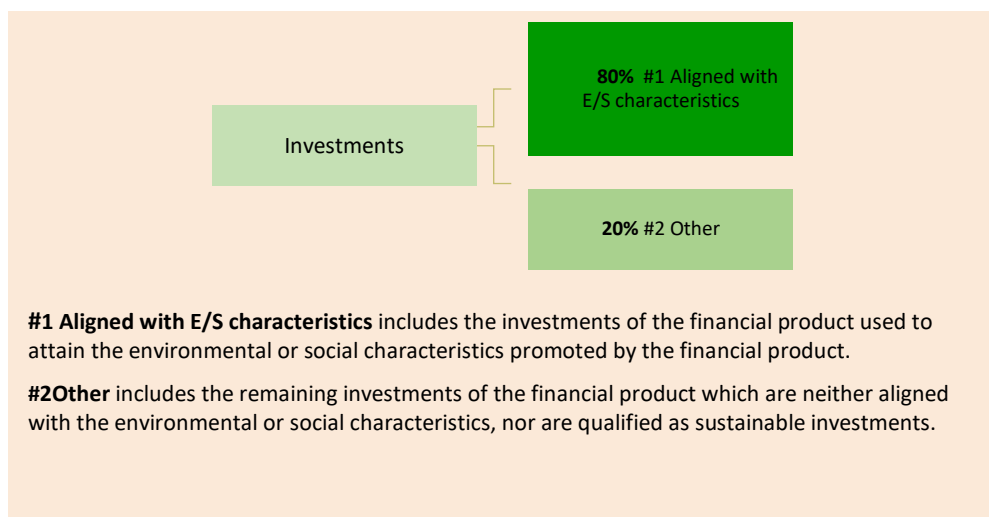 80% #1 Aligned with
E/S characteristics
Investments
20% #2 Other
#1 Aligned with E/S characteristics includes the investments of the financial product used to
attain the environmental or social characteristics promoted by the financial product.
#2Other includes the remaining investments of the financial product which are neither aligned
with the environmental or social characteristics, nor are qualified as sustainable investments.